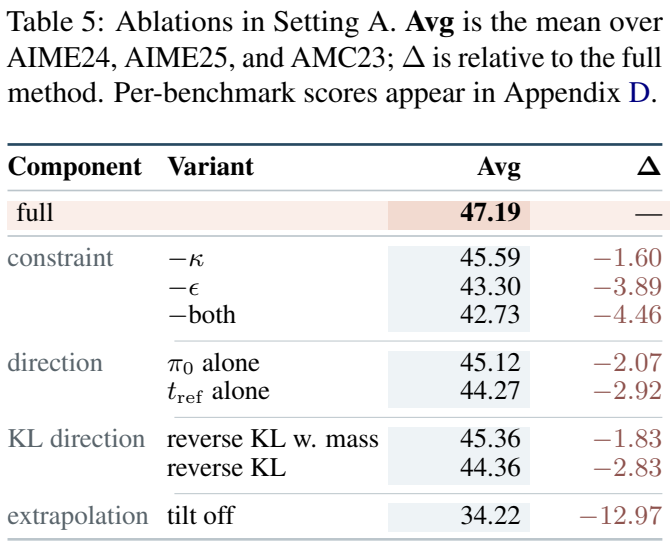 Table 5: Ablations in Setting A. Avg is the mean over
AIME24, AIME25, and AMC23; Δ is relative to the full
method. Per-benchmark scores appear in Appendix D.
Component Variant Avg Δ
full 47.19 —
constraint −κ 45.59 −1.60
−ϵ 43.30 −3.89
−both 42.73 −4.46
direction π₀ alone 45.12 −2.07
t_ref alone 44.27 −2.92
KL direction reverse KL w. mass 45.36 −1.83
reverse KL 44.36 −2.83
extrapolation tilt off 34.22 −12.97